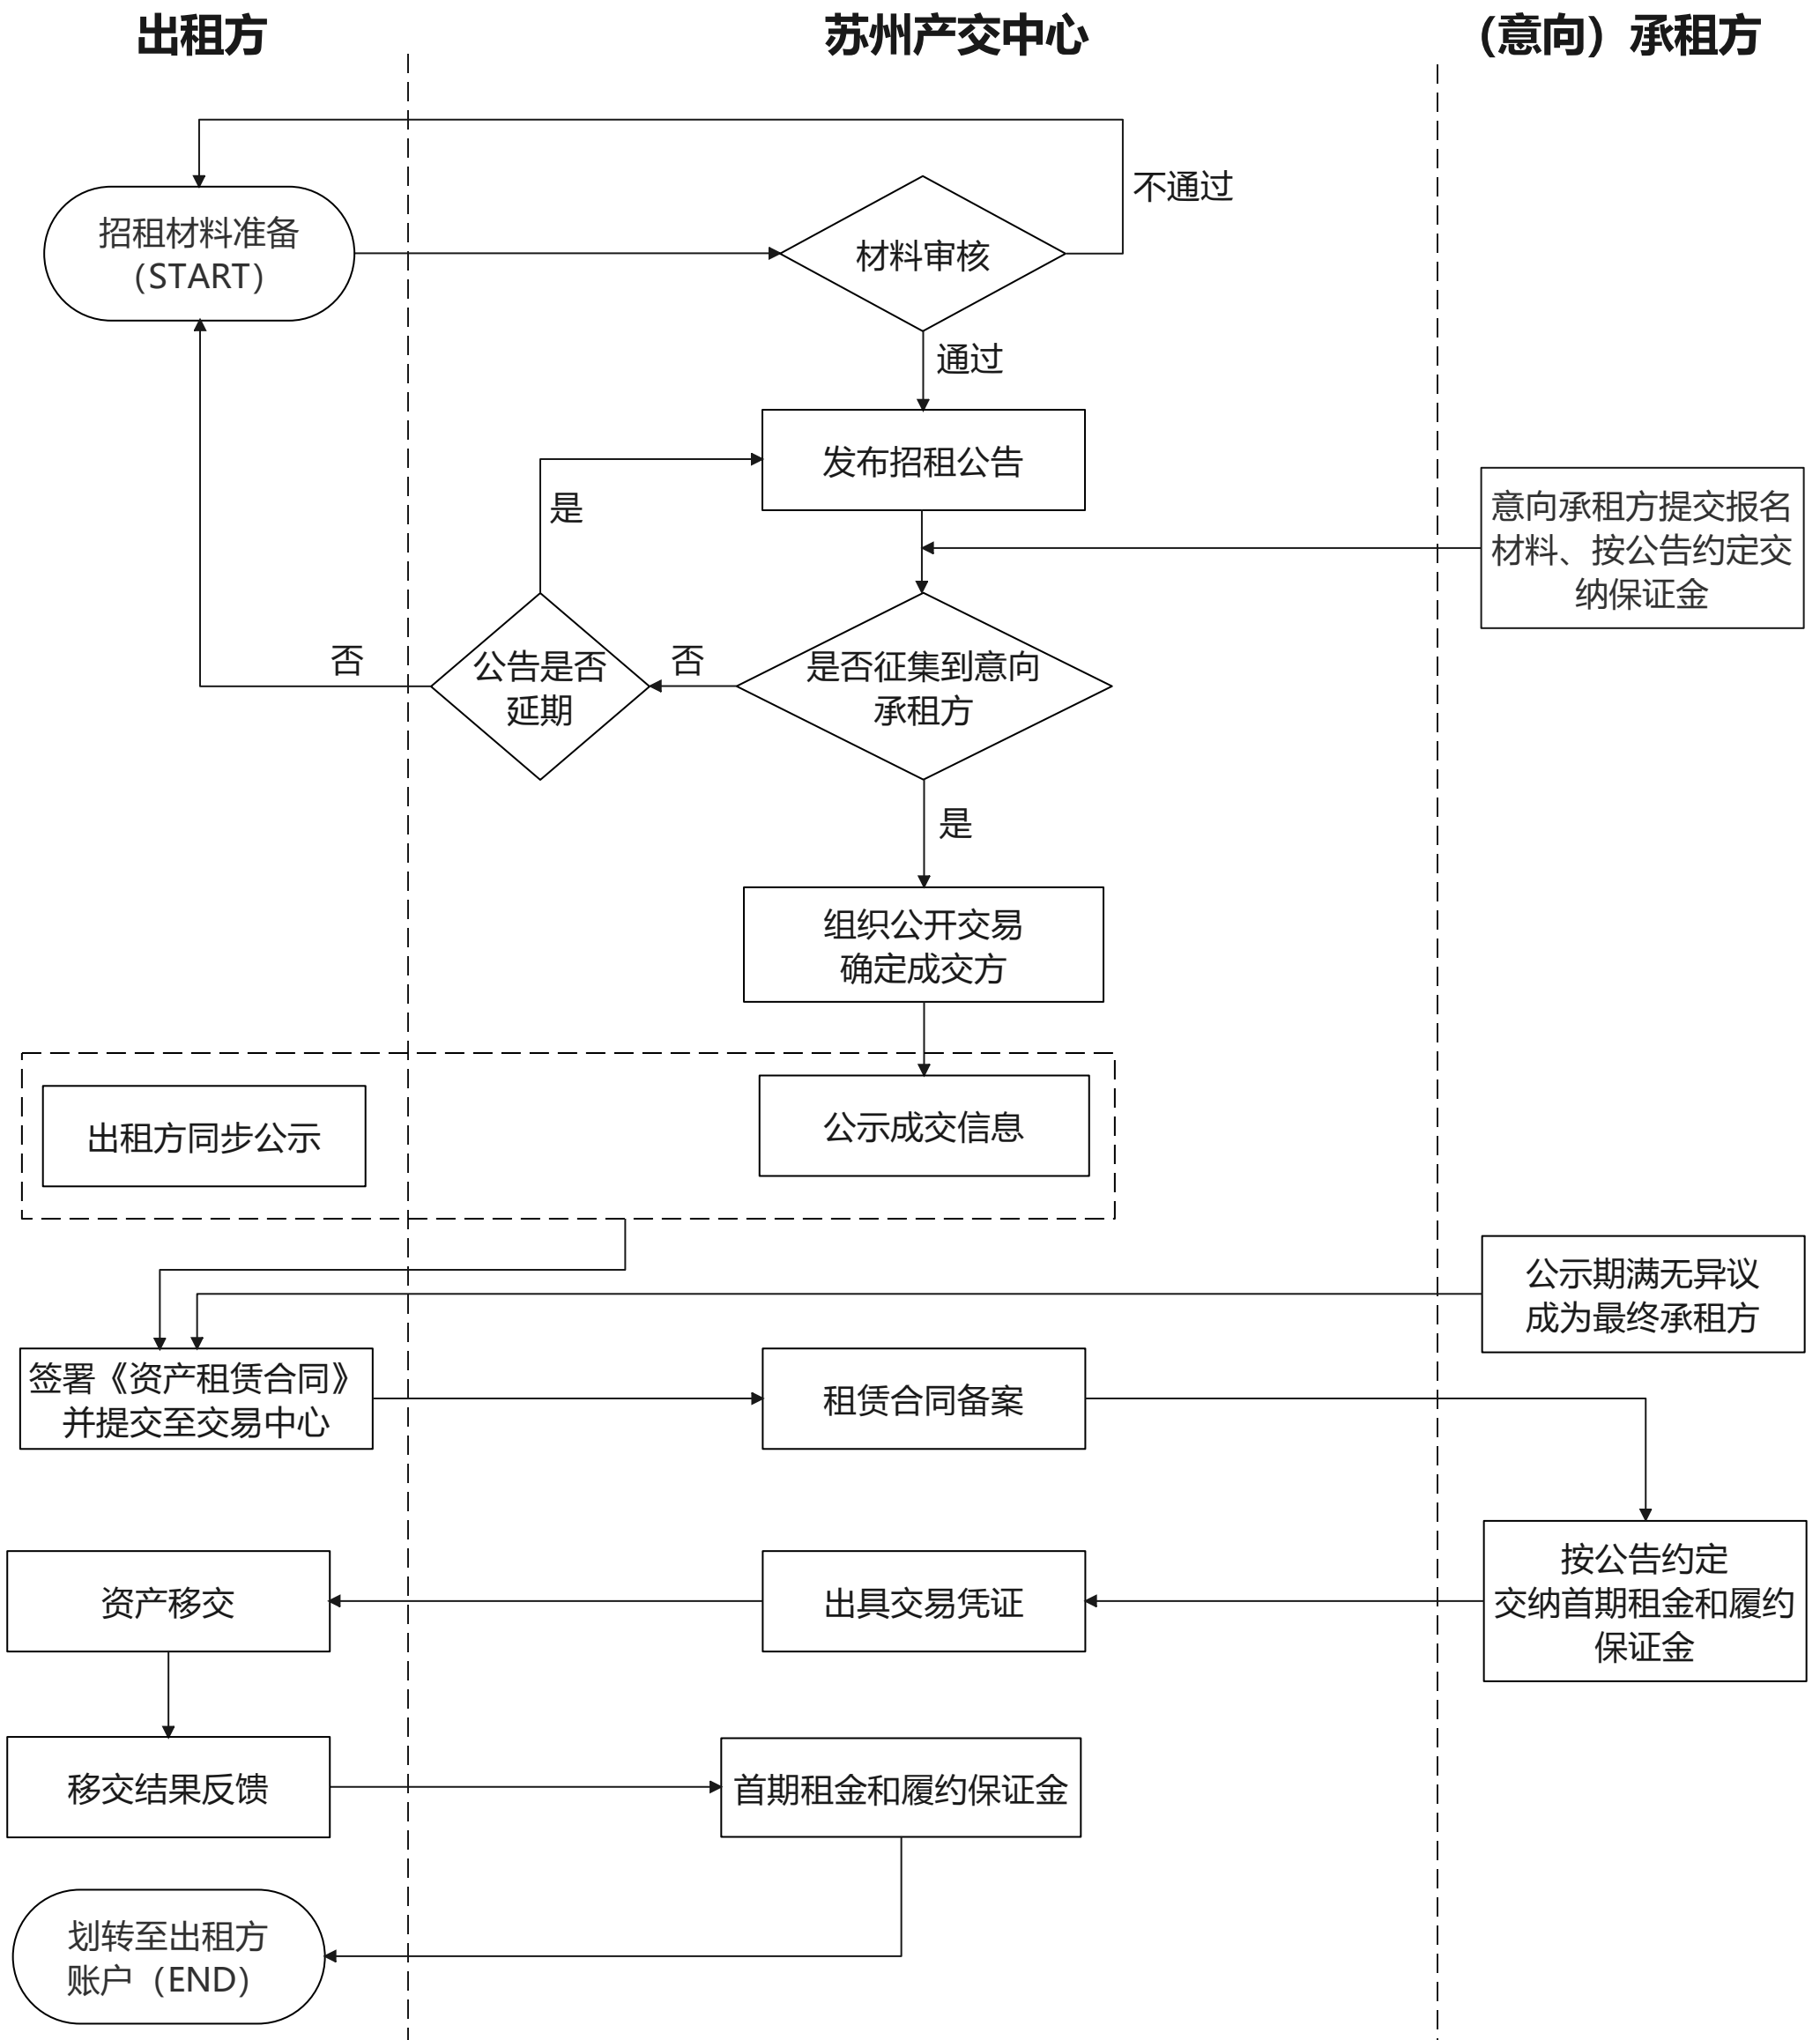 出租方
苏州产交中心
(意向）承租方
不通过
招租材料准备
（START）
材料审核
通过
发布招租公告
是
意向承租方提交报名
材料、按公告约定交
纳保证金
否
公告是否
延期
否
是否征集到意向
承租方
是
组织公开交易
确定成交方
出租方同步公示
公示成交信息
公示期满无异议
成为最终承租方
签署《资产租赁合同》
并提交至交易中心
租赁合同备案
按公告约定
交纳首期租金和履约
保证金
资产移交
出具交易凭证
移交结果反馈
首期租金和履约保证金
划转至出租方
账户（END）